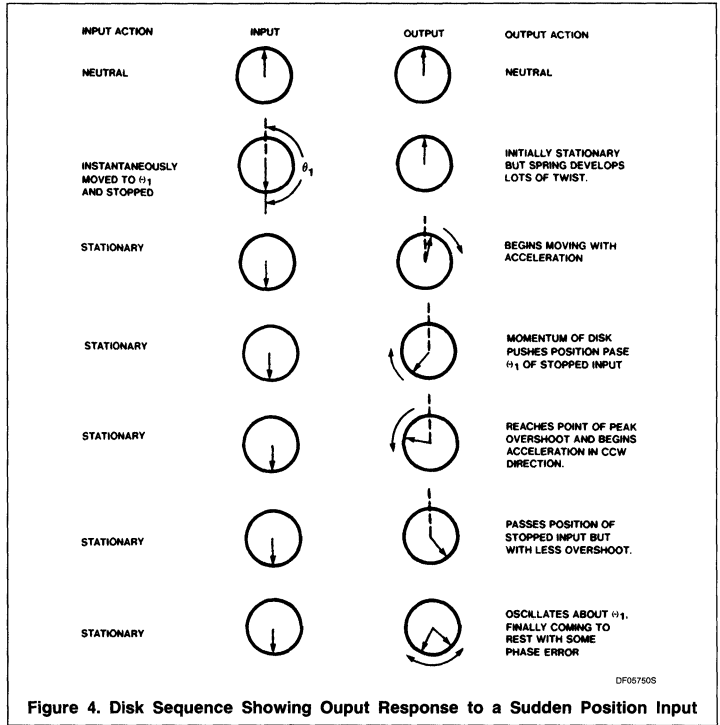 INPUT ACTION INPUT OUTPUT OUTPUT ACTION
NEUTRAL NEUTRAL
INSTANTANEOUSLY
MOVED TO Θ1
AND STOPPED
θ1
INITIALLY STATIONARY
BUT SPRING DEVELOPS
LOTS OF TWIST.
STATIONARY
BEGINS MOVING WITH
ACCELERATION
STATIONARY
MOMENTUM OF DISK
PUSHES POSITION PASE
Θ1 OF STOPPED INPUT
STATIONARY
REACHES POINT OF PEAK
OVERSHOOT AND BEGINS
ACCELERATION IN CCW
DIRECTION.
STATIONARY
PASSES POSITION OF
STOPPED INPUT BUT
WITH LESS OVERSHOOT.
STATIONARY
OSCILLATES ABOUT Θ1,
FINALLY COMING TO
REST WITH SOME
PHASE ERROR
DF05750S
Figure 4. Disk Sequence Showing Ouput Response to a Sudden Position Input